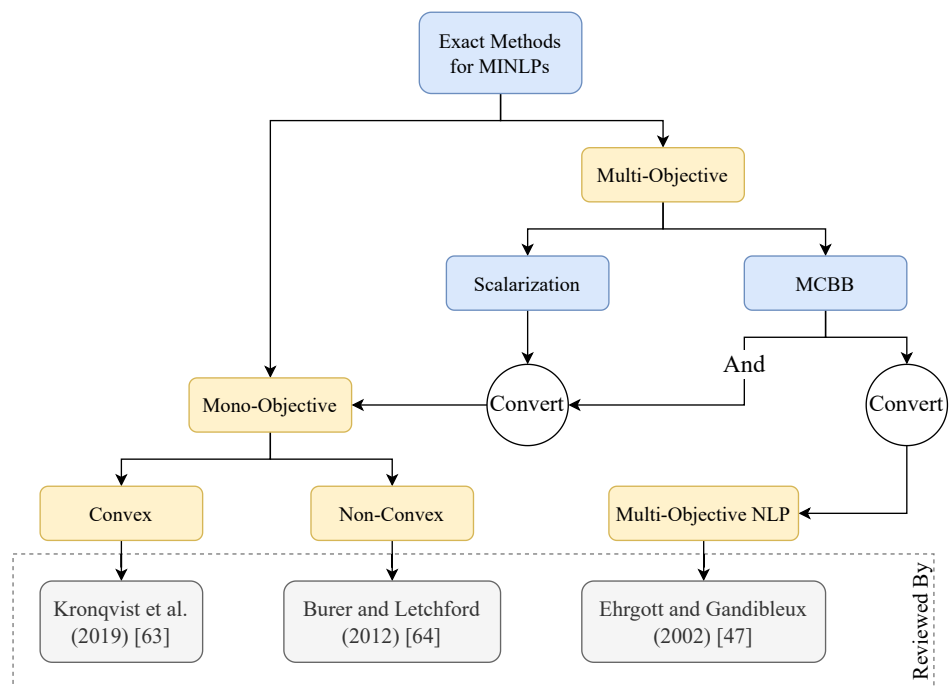 Exact Methods
for MINLPs
Multi-Objective
Scalarization
MCBB
And
Mono-Objective
Convert
Convert
Convex
Non-Convex
Multi-Objective NLP
Kronqvist et al.
(2019) [63]
Burer and Letchford
(2012) [64]
Ehrgott and Gandibleux
(2002) [47]
Reviewed By